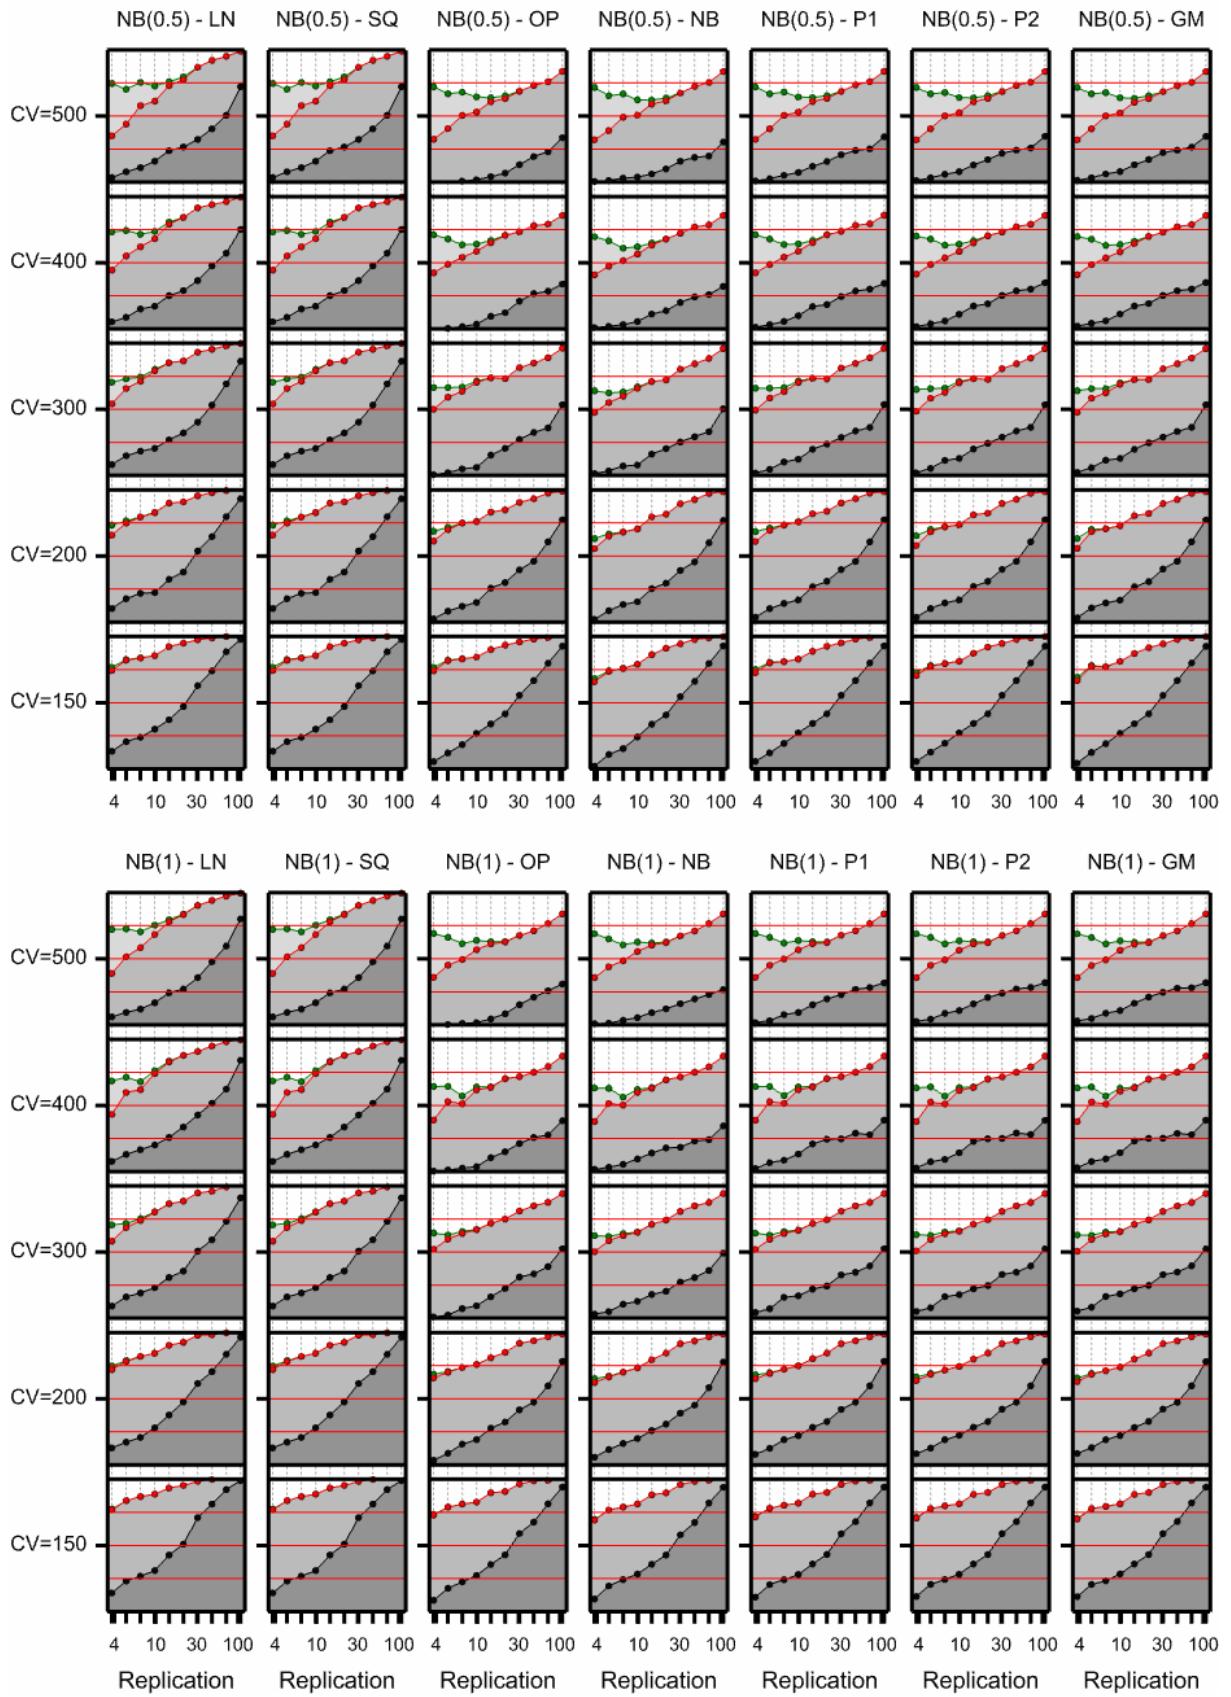 NB(0.5) - LN NB(0.5) - SQ NB(0.5) - OP NB(0.5) - NB NB(0.5) - P1 NB(0.5) - P2 NB(0.5) - GM
CV=500
CV=400
CV=300
CV=200
CV=150
4 10 30 100 4 10 30 100 4 10 30 100 4 10 30 100 4 10 30 100 4 10 30 100 4 10 30 100
NB(1) - LN NB(1) - SQ NB(1) - OP NB(1) - NB NB(1) - P1 NB(1) - P2 NB(1) - GM
CV=500
CV=400
CV=300
CV=200
CV=150
4 10 30 100 4 10 30 100 4 10 30 100 4 10 30 100 4 10 30 100 4 10 30 100 4 10 30 100
Replication Replication Replication Replication Replication Replication Replication